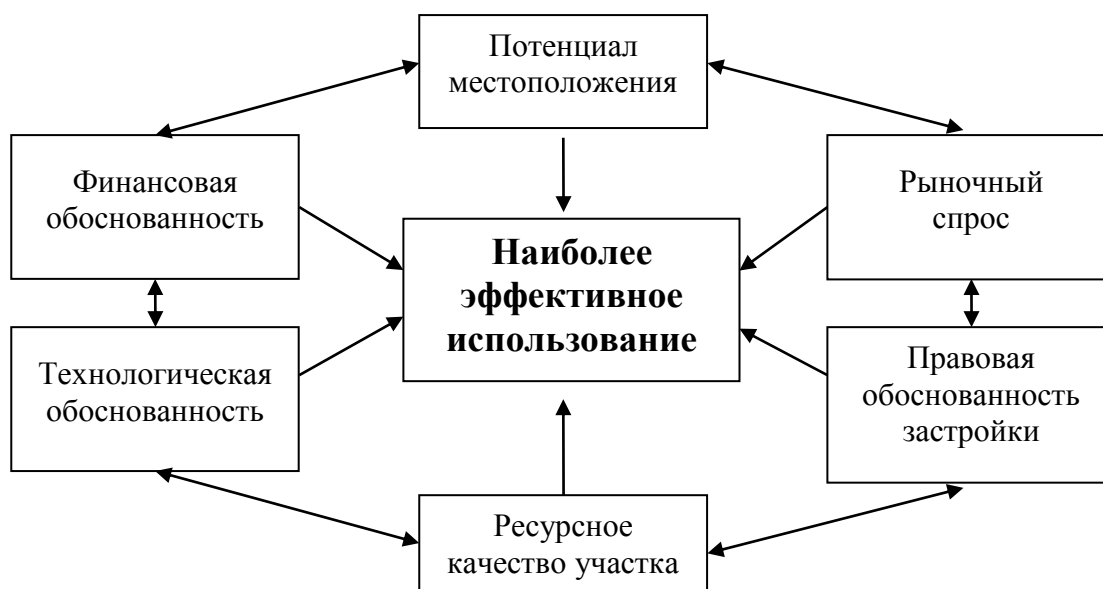 Потенциал
местоположения
Финансовая
обоснованность
Рыночный
спрос
Наиболее
эффективное
использование
Технологическая
обоснованность
Правовая
обоснованность
застройки
Ресурсное
качество участка